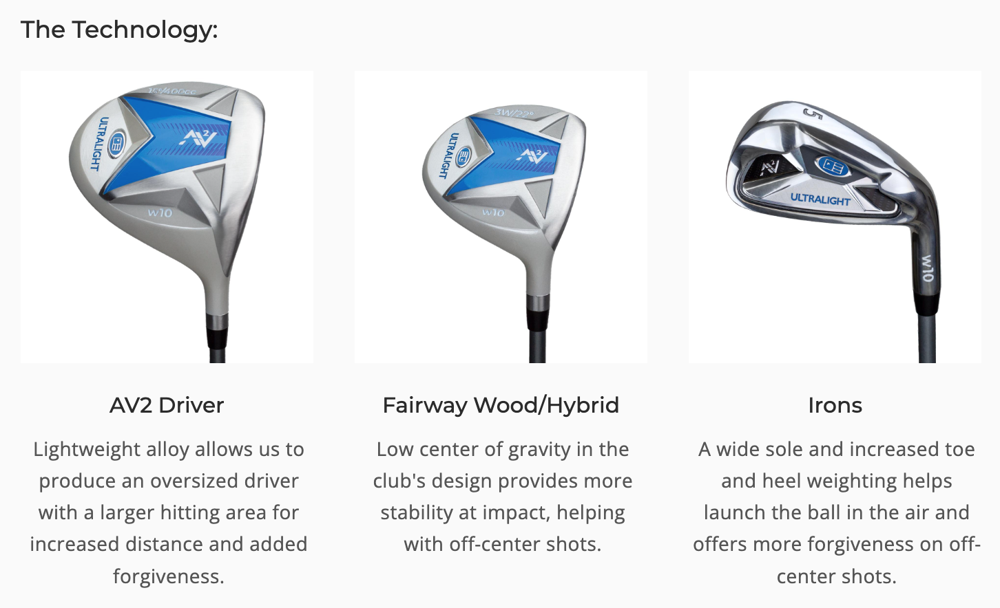 The Technology:
ULTRALIGHT
AV2
w10
3W/22°
ULTRALIGHT
AV2
w10
5
AV2
ULTRALIGHT
w10
AV2 Driver
Lightweight alloy allows us to
produce an oversized driver
with a larger hitting area for
increased distance and added
forgiveness.
Fairway Wood/Hybrid
Low center of gravity in the
club's design provides more
stability at impact, helping
with off-center shots.
Irons
A wide sole and increased toe
and heel weighting helps
launch the ball in the air and
offers more forgiveness on off-
center shots.